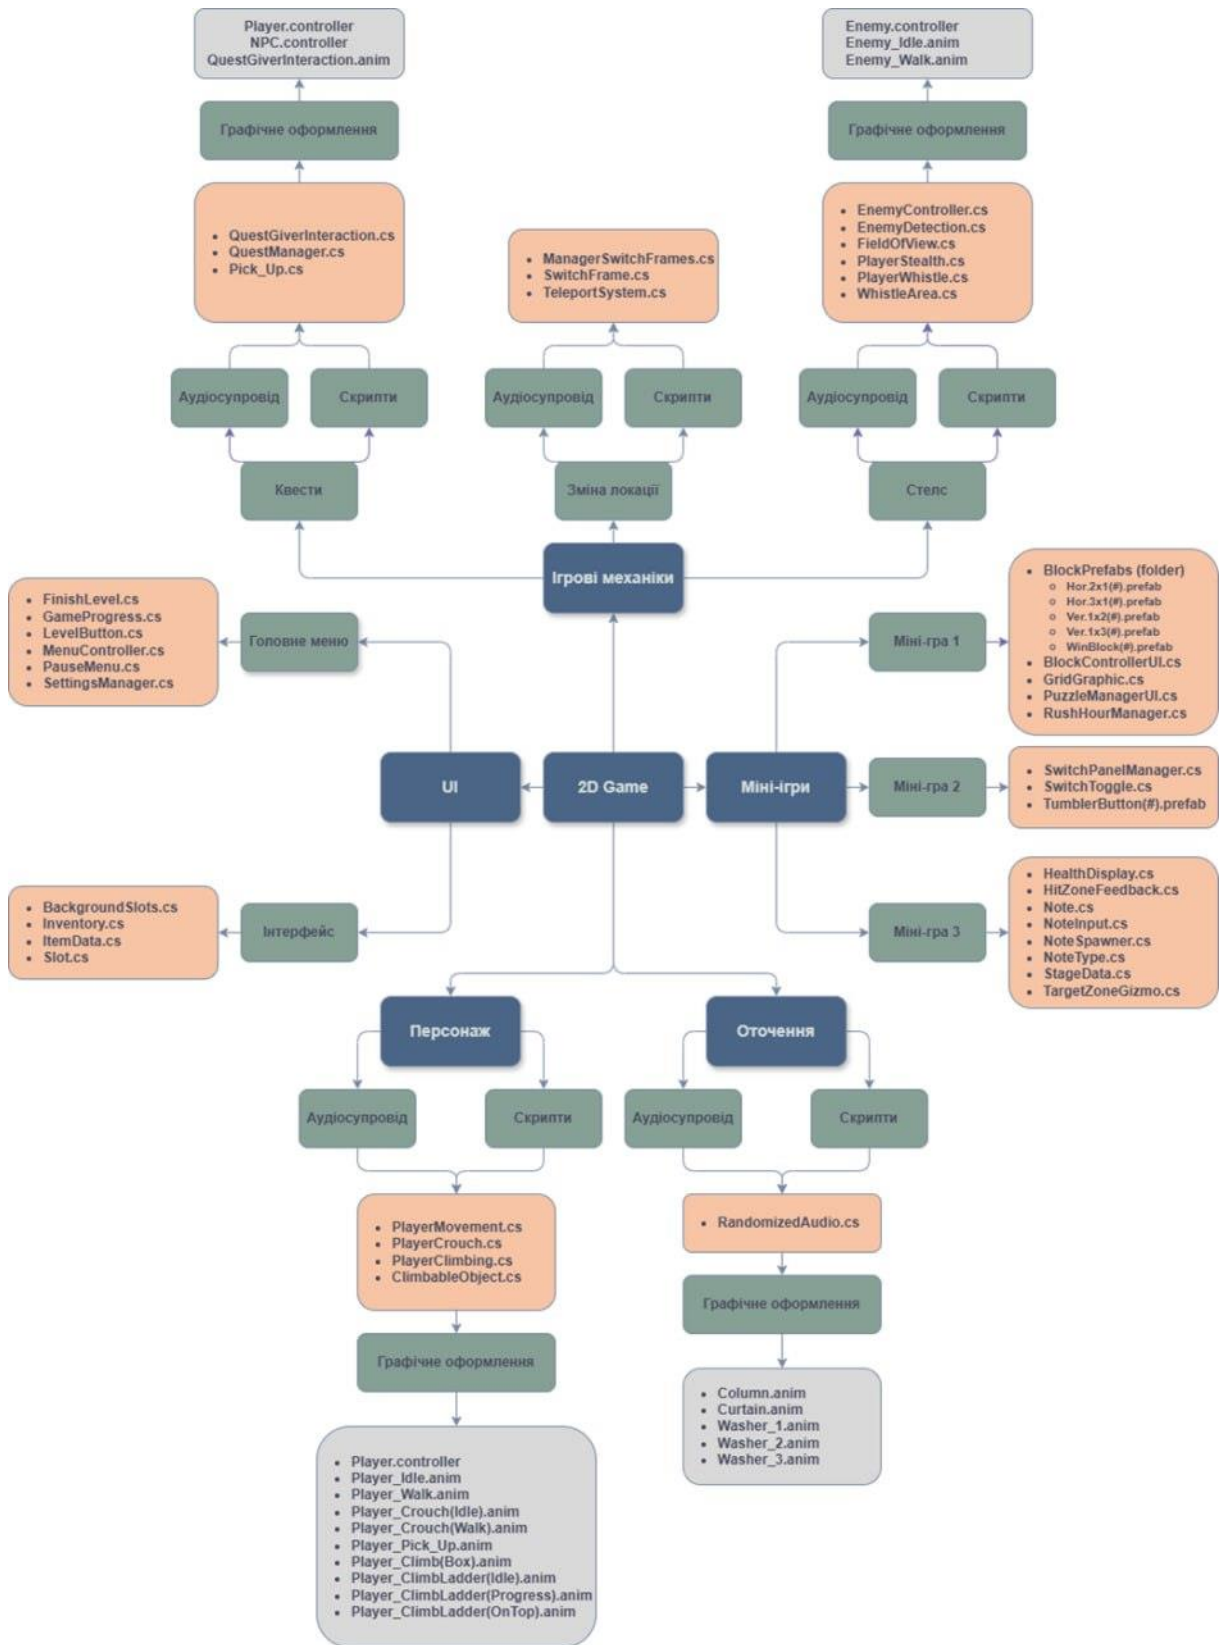 Player.controller
NPC.controller
QuestGiverInteraction.anim
Enemy.controller
Enemy_Idle.anim
Enemy_Walk.anim
Графічне оформлення
Графічне оформлення
QuestGiverInteraction.cs
QuestManager.cs
Pick_Up.cs
ManagerSwitchFrames.cs
SwitchFrame.cs
TeleportSystem.cs
EnemyController.cs
EnemyDetection.cs
FieldOfView.cs
PlayerStealth.cs
PlayerWhistle.cs
WhistleArea.cs
Аудіосупровід
Скрипти
Аудіосупровід
Скрипти
Аудіосупровід
Скрипти
Квести
Зміна локації
Стелс
Ігрові механіки
FinishLevel.cs
GameProgress.cs
LevelButton.cs
MenuController.cs
PauseMenu.cs
SettingsManager.cs
Головне меню
Міні-гра 1
BlockPrefabs (folder)
Hor.2x1(#).prefab
Hor.3x1(#).prefab
Ver.1x2(#).prefab
Ver.1x3(#).prefab
WinBlock(#).prefab
BlockControllerUI.cs
GridGraphic.cs
PuzzleManagerUI.cs
RushHourManager.cs
UI
2D Game
Міні-ігри
Міні-гра 2
SwitchPanelManager.cs
SwitchToggle.cs
TumblerButton(#).prefab
BackgroundSlots.cs
Inventory.cs
ItemData.cs
Slot.cs
Інтерфейс
Міні-гра 3
HealthDisplay.cs
HitZoneFeedback.cs
Note.cs
NoteInput.cs
NoteSpawner.cs
NoteType.cs
StageData.cs
TargetZoneGizmo.cs
Персонаж
Оточення
Аудіосупровід
Скрипти
Аудіосупровід
Скрипти
PlayerMovement.cs
PlayerCrouch.cs
PlayerClimbing.cs
ClimbableObject.cs
RandomizedAudio.cs
Графічне оформлення
Графічне оформлення
Column.anim
Curtain.anim
Washer_1.anim
Washer_2.anim
Washer_3.anim
Player.controller
Player_Idle.anim
Player_Walk.anim
Player_Crouch(Idle).anim
Player_Crouch(Walk).anim
Player_Pick_Up.anim
Player_Climb(Box).anim
Player_ClimbLadder(Idle).anim
Player_ClimbLadder(Progress).anim
Player_ClimbLadder(OnTop).anim